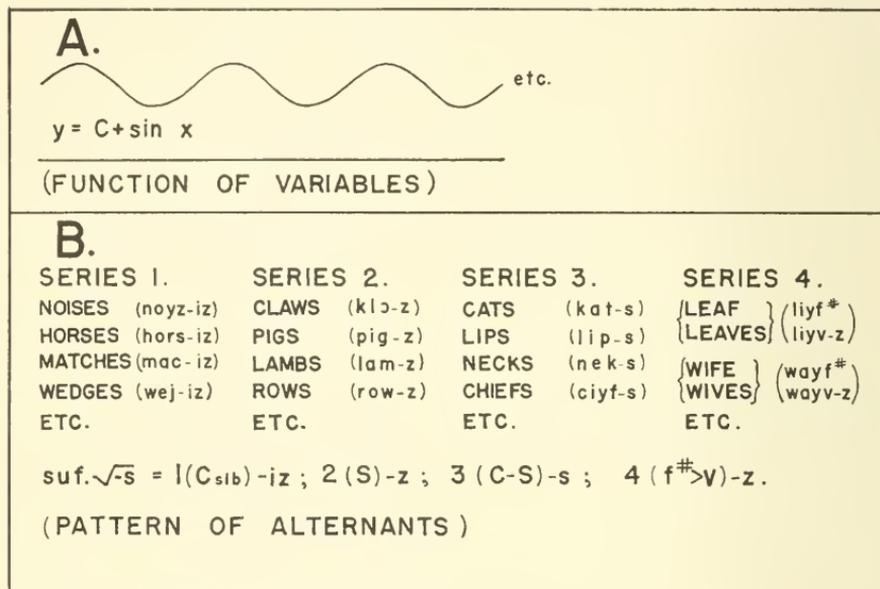 A.
etc.
y = C+sin x
(FUNCTION OF VARIABLES)
B.
SERIES 1. SERIES 2. SERIES 3. SERIES 4.
NOISES (noyz-iz) CLAWS (klɔ-z) CATS (kat-s) {LEAF } (liyf#)
HORSES (hors-iz) PIGS (pig-z) LIPS (lip-s) {LEAVES} (liyv-z)
MATCHES (mac-iz) LAMBS (lam-z) NECKS (nek-s) {WIFE } (wayf#)
WEDGES (wej-iz) ROWS (row-z) CHIEFS (ciyf-s) {WIVES} (wayv-z)
ETC. ETC. ETC. ETC.
suf.√-s = 1(Csib)-iz ; 2(S)-z ; 3(C-S)-s ; 4(f#>v)-z.
(PATTERN OF ALTERNANTS)